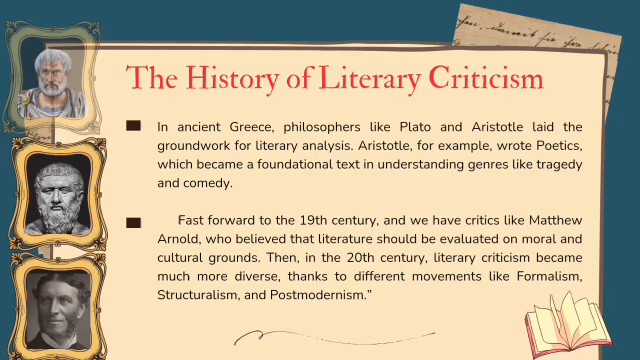 The History of Literary Criticism
In ancient Greece, philosophers like Plato and Aristotle laid the
groundwork for literary analysis. Aristotle, for example, wrote Poetics,
which became a foundational text in understanding genres like tragedy
and comedy.
Fast forward to the 19th century, and we have critics like Matthew
Arnold, who believed that literature should be evaluated on moral and
cultural grounds. Then, in the 20th century, literary criticism became
much more diverse, thanks to different movements like Formalism,
Structuralism, and Postmodernism.”